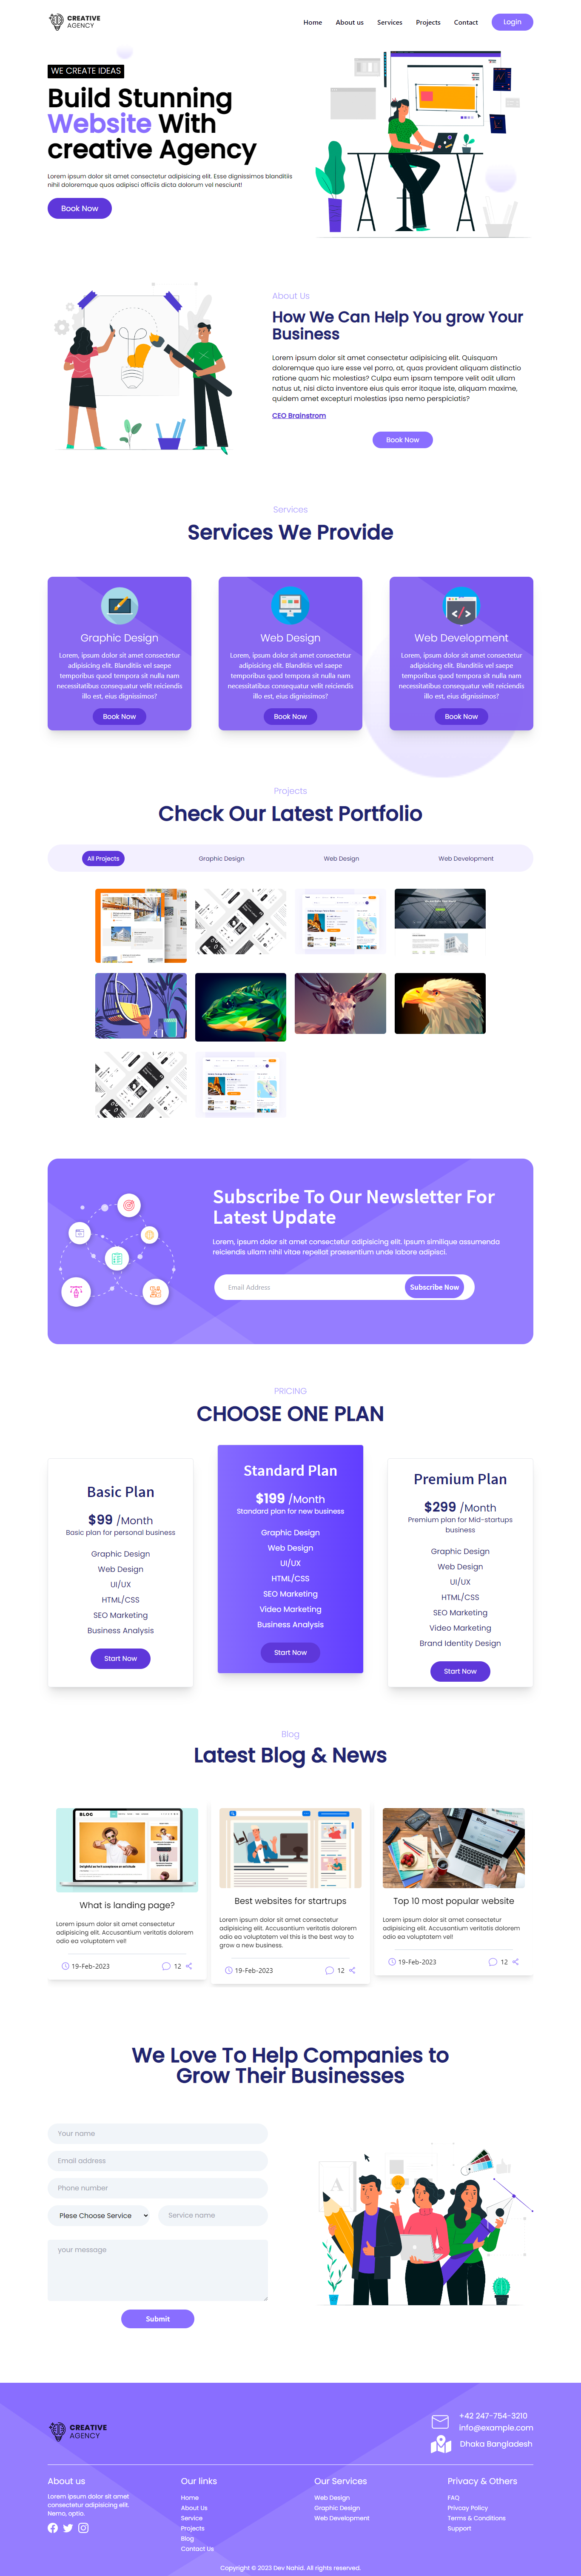 CREATIVE
AGENCY
Home About us Services Projects Contact Login
WE CREATE IDEAS
Build Stunning
Website With
creative Agency
Lorem ipsum dolor sit amet consectetur adipisicing elit. Esse dignissimos blanditiis
nihil doloremque quos adipisci officiis dicta dolorum vel nesciunt!
Book Now
About Us
How We Can Help You grow Your
Business
Lorem ipsum dolor sit amet consectetur adipisicing elit. Quisquam
doloremque quo iure esse vel porro, at, quas provident aliquam distinctio
ratione quam hic molestias? Culpa eum ipsam tempore velit odit ullam
natus ut, nisi dicta inventore eius quis error itaque iste, aliquam maxime,
quidem amet excepturi molestias ipsa nemo perspiciatis?
CEO Brainstrom
Book Now
Services
Services We Provide
Graphic Design
Lorem, ipsum dolor sit amet consectetur
adipisicing elit. Blanditiis vel saepe
temporibus quod tempora sit nulla nam
necessitatibus consequatur velit reiciendis
illo est, eius dignissimos?
Book Now
Web Design
Lorem, ipsum dolor sit amet consectetur
adipisicing elit. Blanditiis vel saepe
temporibus quod tempora sit nulla nam
necessitatibus consequatur velit reiciendis
illo est, eius dignissimos?
Book Now
Web Development
Lorem, ipsum dolor sit amet consectetur
adipisicing elit. Blanditiis vel saepe
temporibus quod tempora sit nulla nam
necessitatibus consequatur velit reiciendis
illo est, eius dignissimos?
Book Now
Projects
Check Our Latest Portfolio
All Projects Graphic Design Web Design Web Development
Subscribe To Our Newsletter For
Latest Update
Lorem, ipsum dolor sit amet consectetur adipisicing elit. Ipsum similique assumenda
reiciendis ullam nihil vitae repellat praesentium unde labore adipisci.
Email Address Subscribe Now
PRICING
CHOOSE ONE PLAN
Basic Plan
$99 /Month
Basic plan for personal business
Graphic Design
Web Design
UI/UX
HTML/CSS
SEO Marketing
Business Analysis
Start Now
Standard Plan
$199 /Month
Standard plan for new business
Graphic Design
Web Design
UI/UX
HTML/CSS
SEO Marketing
Video Marketing
Business Analysis
Start Now
Premium Plan
$299 /Month
Premium plan for Mid-startups
business
Graphic Design
Web Design
UI/UX
HTML/CSS
SEO Marketing
Video Marketing
Brand Identity Design
Start Now
Blog
Latest Blog & News
BLOG
What is landing page?
Lorem ipsum dolor sit amet consectetur
adipisicing elit. Accusantium veritatis dolorem
odio ea voluptatem vel!
19-Feb-2023 12
Best websites for startrups
Lorem ipsum dolor sit amet consectetur
adipisicing elit. Accusantium veritatis dolorem
odio ea voluptatem vel this is the best way to
grow a new business.
19-Feb-2023 12
Top 10 most popular website
Lorem ipsum dolor sit amet consectetur
adipisicing elit. Accusantium veritatis dolorem
odio ea voluptatem vel!
19-Feb-2023 12
We Love To Help Companies to
Grow Their Businesses
Your name
Email address
Phone number
Plese Choose Service Service name
your message
Submit
CREATIVE
AGENCY
+42 247-754-3210
info@example.com
Dhaka Bangladesh
About us
Lorem ipsum dolor sit amet
consectetur adipisicing elit.
Nemo, optio.
Our links
Home
About Us
Service
Projects
Blog
Contact Us
Our Services
Web Design
Graphic Design
Web Development
Privacy & Others
FAQ
Privcay Policy
Terms & Conditions
Support
Copyright © 2023 Dev Nahid. All rights reserved.